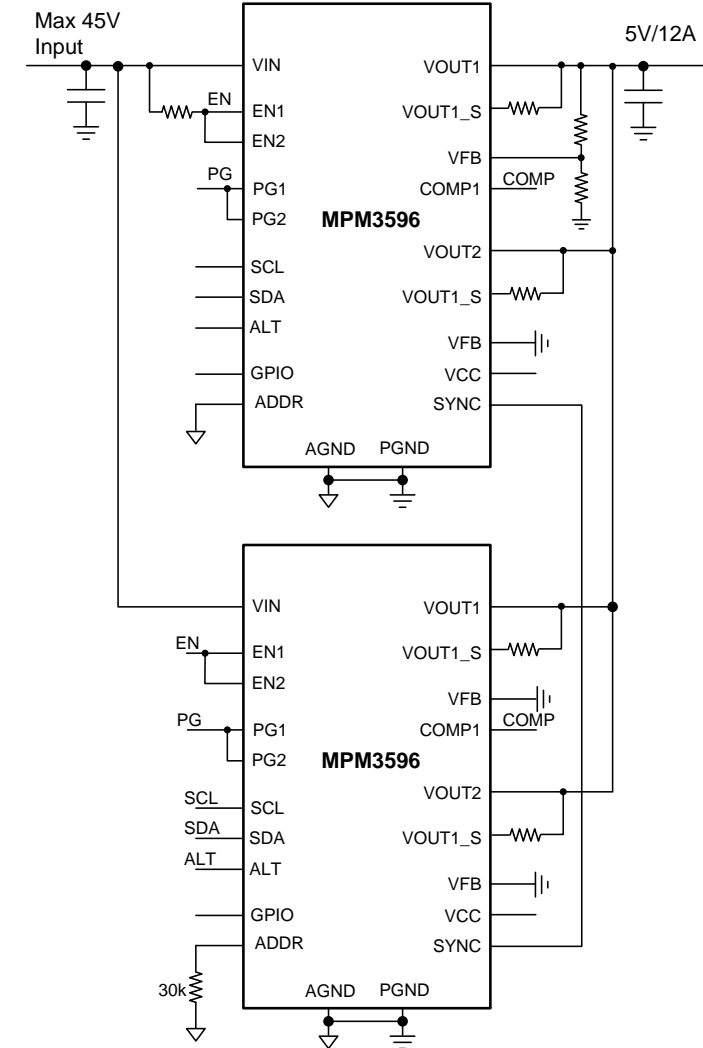 Max 45V
Input
5V/12A
VIN
VOUT1
EN
EN1
VOUT1_S
EN2
VFB
PG
PG1
COMP1
COMP
PG2
MPM3596
VOUT2
SCL
SDA
VOUT1_S
ALT
VFB
GPIO
VCC
ADDR
SYNC
AGND
PGND
VIN
VOUT1
EN
EN1
VOUT1_S
EN2
VFB
PG
PG1
COMP1
COMP
PG2
MPM3596
VOUT2
SCL
SCL
SDA
SDA
VOUT1_S
ALT
ALT
VFB
GPIO
VCC
ADDR
SYNC
30k
AGND
PGND